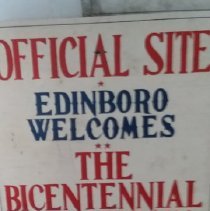 OFFICIAL SITE
EDINBORO
WELCOMES
THE
BICENTENNIAL